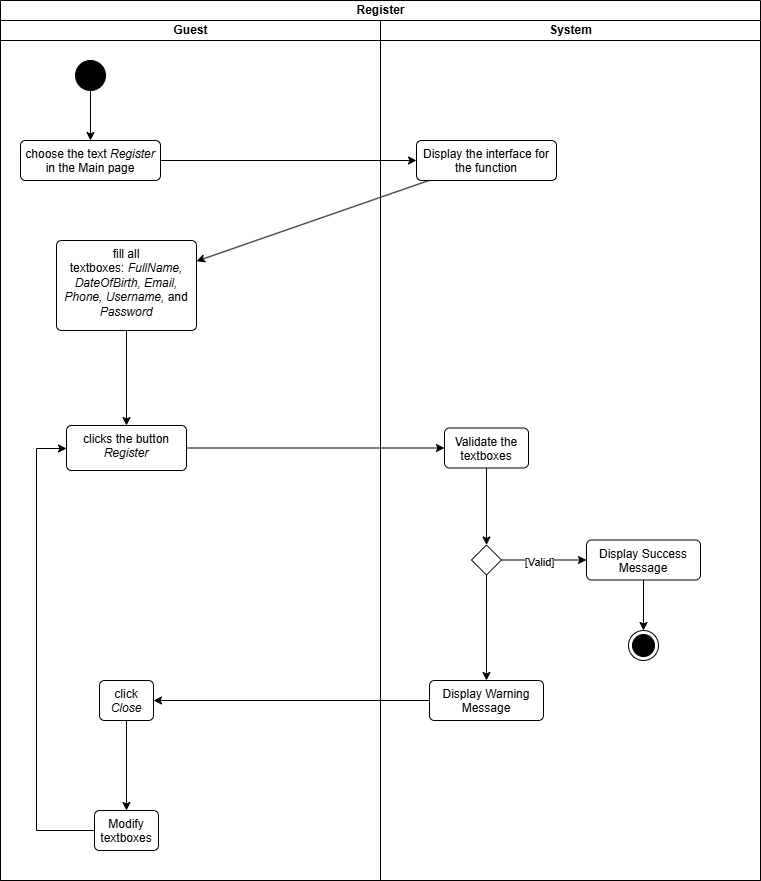 Register
Guest
System
choose the text Register
in the Main page
Display the interface for
the function
fill all
textboxes: FullName,
DateOfBirth, Email,
Phone, Username, and
Password
clicks the button
Register
Validate the
textboxes
[Valid]
Display Success
Message
click
Close
Display Warning
Message
Modify
textboxes